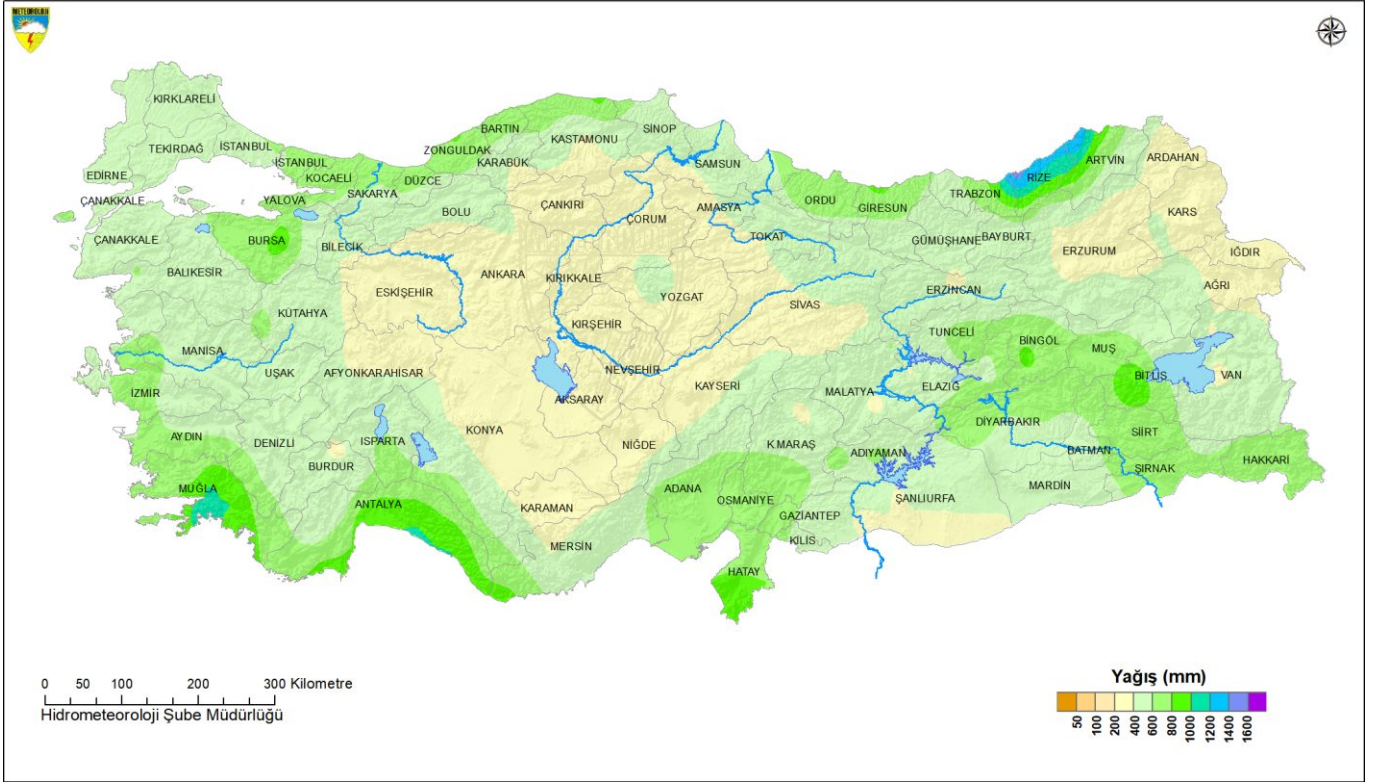 METEOROLOJİ
KIRKLARELİ
TEKİRDAĞ
İSTANBUL
EDİRNE
ÇANAKKALE
İSTANBUL
KOCAELİ
YALOVA
SAKARYA
DÜZCE
ZONGULDAK
BARTIN
KARABÜK
KASTAMONU
SİNOP
SAMSUN
ÇANAKKALE
BURSA
BİLECİK
BOLU
ÇANKIRI
ÇORUM
AMASYA
TOKAT
ORDU
GİRESUN
TRABZON
RİZE
ARTVİN
ARDAHAN
KARS
GÜMÜŞHANE
BAYBURT
ERZURUM
IĞDIR
AĞRI
BALIKESİR
KÜTAHYA
ESKİŞEHİR
ANKARA
KIRIKKALE
YOZGAT
SİVAS
ERZİNCAN
TUNCELİ
BİNGÖL
MUŞ
BİTLİS
VAN
MANİSA
UŞAK
AFYONKARAHİSAR
KIRŞEHİR
NEVŞEHİR
KAYSERİ
MALATYA
ELAZIĞ
İZMİR
AKSARAY
DİYARBAKIR
SİİRT
AYDIN
DENİZLİ
ISPARTA
KONYA
NİĞDE
K.MARAŞ
ADIYAMAN
BATMAN
ŞIRNAK
HAKKARİ
BURDUR
MUĞLA
ANTALYA
KARAMAN
ADANA
OSMANİYE
GAZİANTEP
ŞANLIURFA
MARDİN
MERSİN
KİLİS
HATAY
0 50 100 200 300 Kilometre
Hidrometeoroloji Şube Müdürlüğü
Yağış (mm)
50 100 200 400 600 800 1000 1200 1400 1600